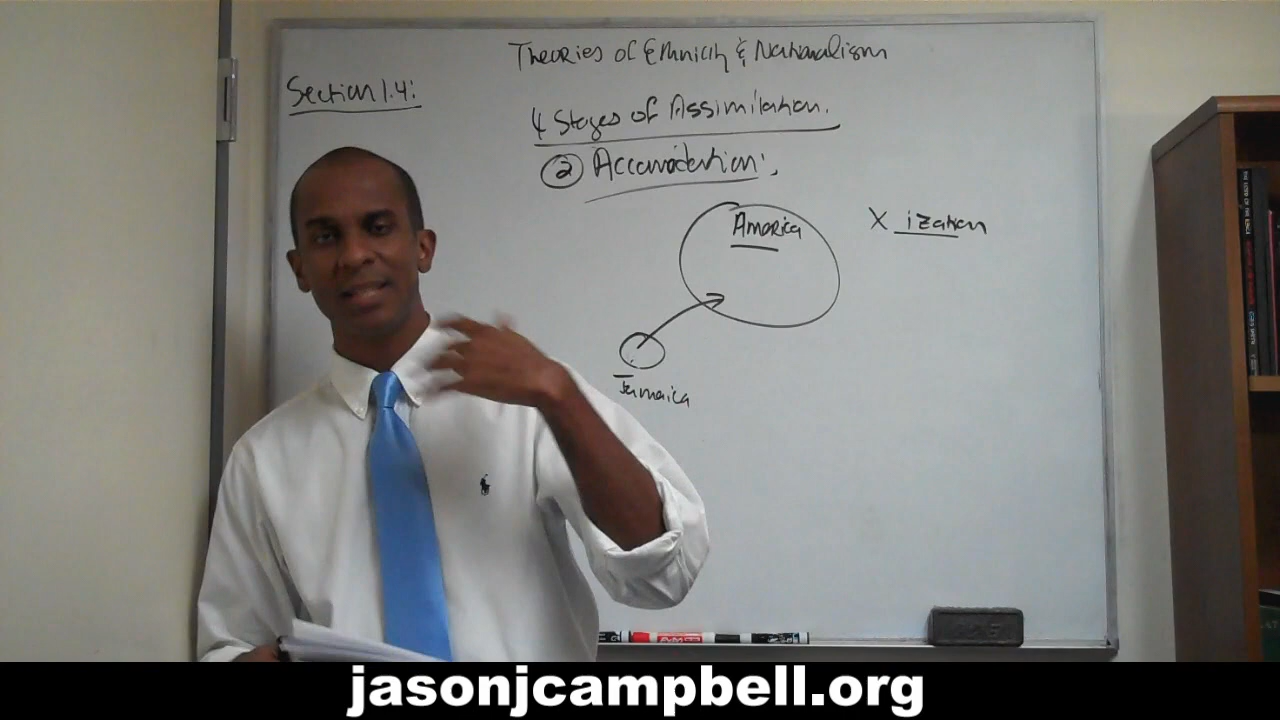 Theories of Ethnicity & Nationalism
Section 1.4:
4 Stages of Assimilation.
2 Accomodation:
America
X ization
Jamaica
jasonjcampbell.org